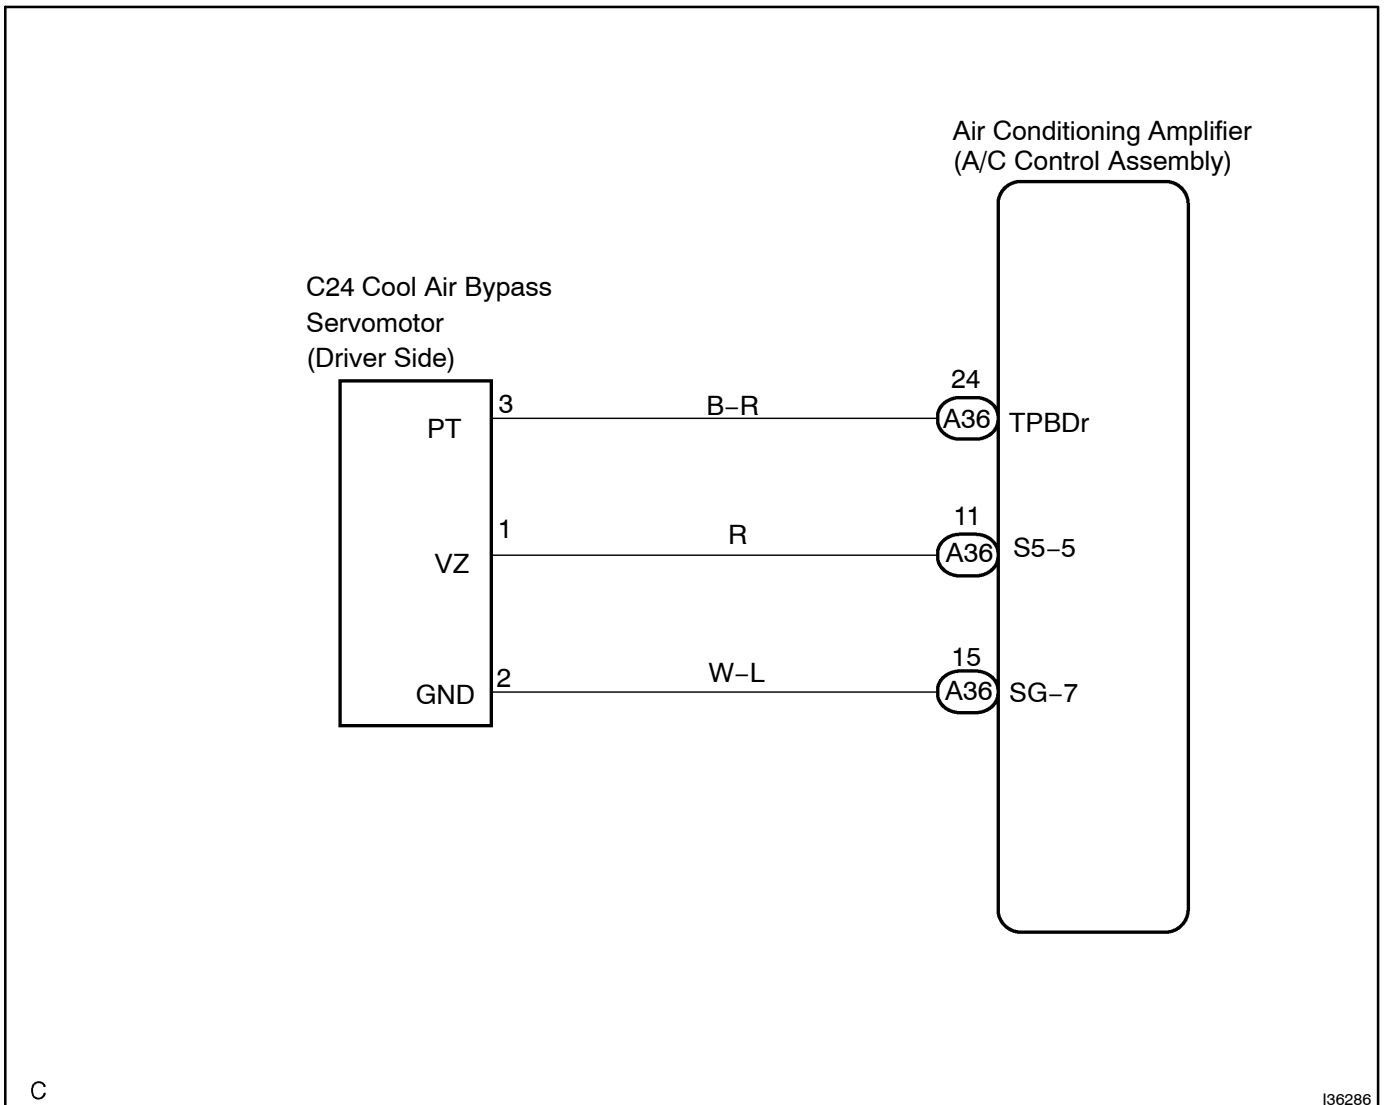 Air Conditioning Amplifier
(A/C Control Assembly)
C24 Cool Air Bypass
Servomotor
(Driver Side)
PT
3
B−R
24
A36
TPBDr
VZ
1
R
11
A36
S5−5
GND
2
W−L
15
A36
SG−7
C
I36286